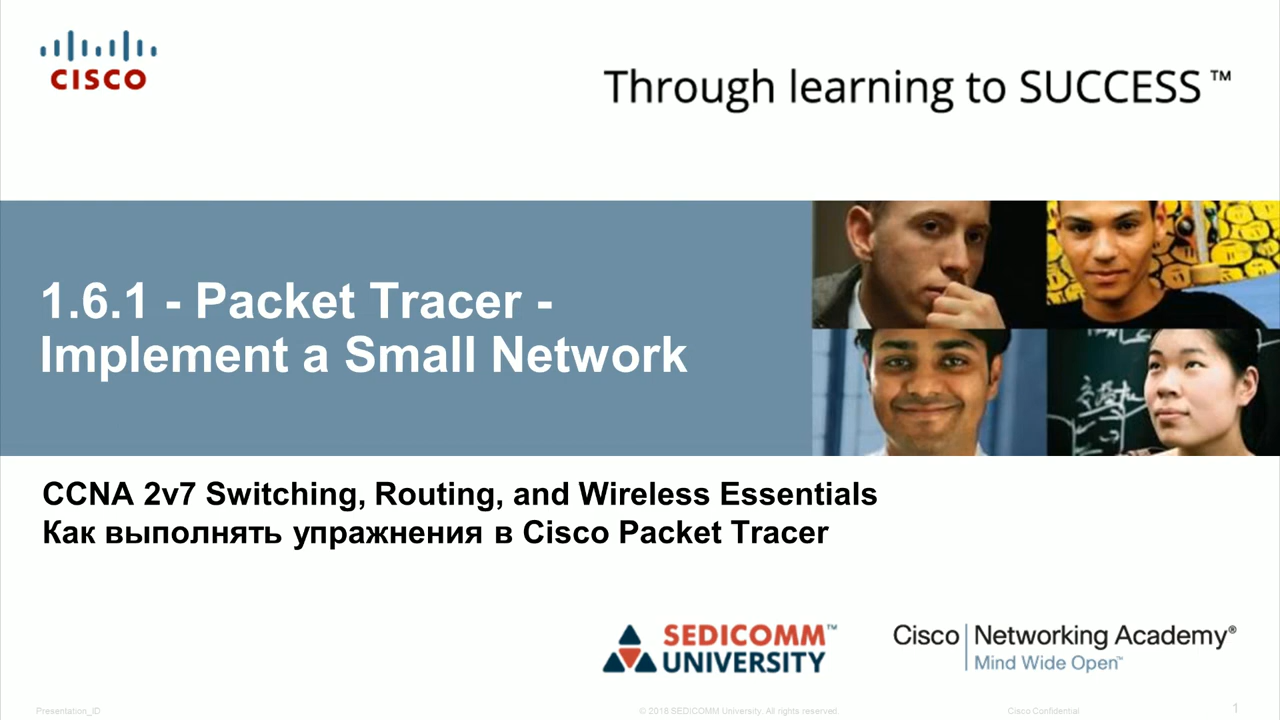 CISCO
Through learning to SUCCESS™
1.6.1 - Packet Tracer -
Implement a Small Network
CCNA 2v7 Switching, Routing, and Wireless Essentials
Как выполнять упражнения в Cisco Packet Tracer
SEDICOMM™
UNIVERSITY
Cisco Networking Academy®
Mind Wide Open™
Presentation_ID
© 2018 SEDICOMM University. All rights reserved.
Cisco Confidential
1